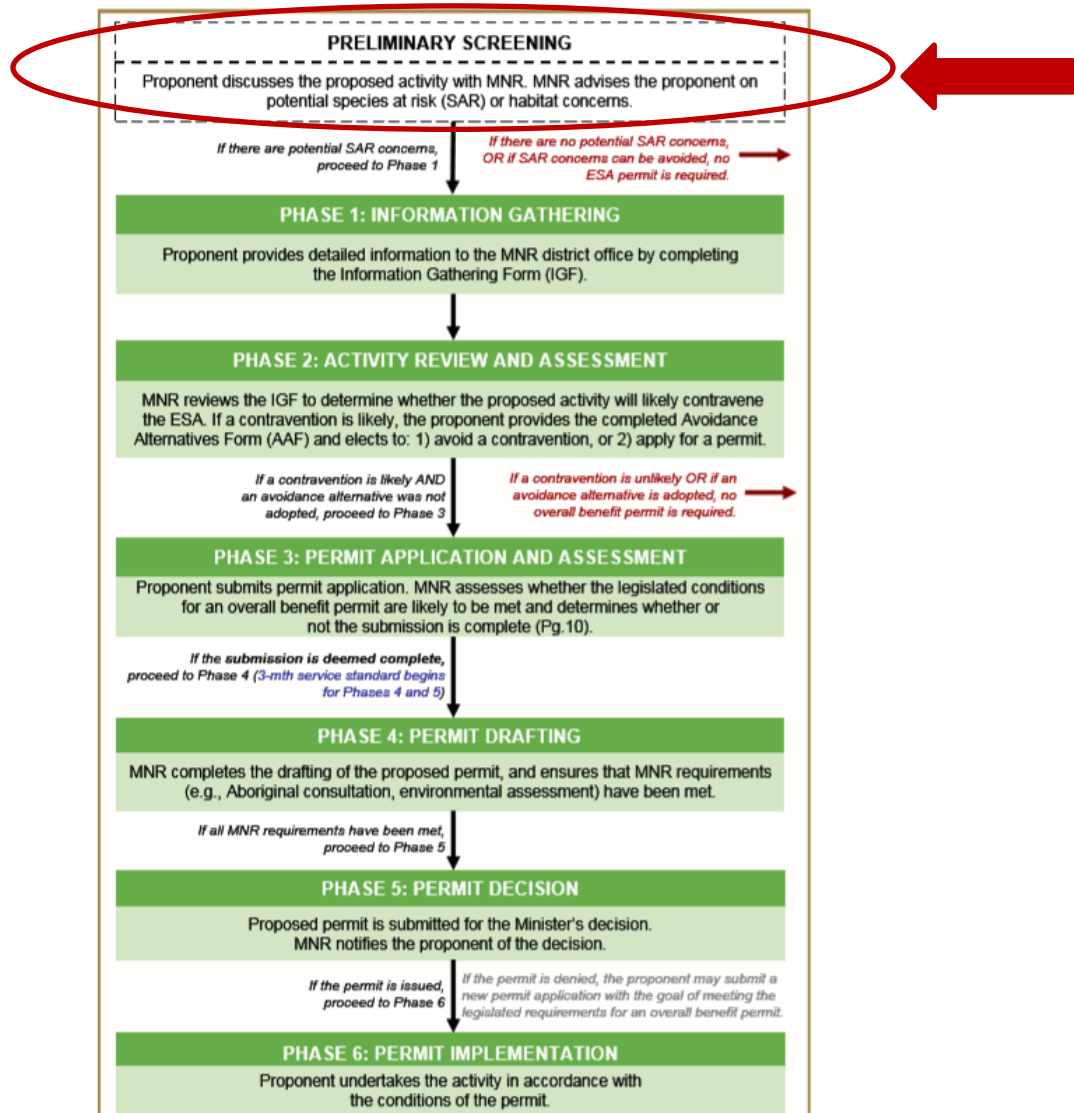 PRELIMINARY SCREENING
Proponent discusses the proposed activity with MNR. MNR advises the proponent on
potential species at risk (SAR) or habitat concerns.
If there are potential SAR concerns,
proceed to Phase 1
If there are no potential SAR concerns,
OR if SAR concerns can be avoided, no
ESA permit is required.
PHASE 1: INFORMATION GATHERING
Proponent provides detailed information to the MNR district office by completing
the Information Gathering Form (IGF).
PHASE 2: ACTIVITY REVIEW AND ASSESSMENT
MNR reviews the IGF to determine whether the proposed activity will likely contravene
the ESA. If a contravention is likely, the proponent provides the completed Avoidance
Alternatives Form (AAF) and elects to: 1) avoid a contravention, or 2) apply for a permit.
If a contravention is likely AND
an avoidance alternative was not
adopted, proceed to Phase 3
If a contravention is unlikely OR if an
avoidance alternative is adopted, no
overall benefit permit is required.
PHASE 3: PERMIT APPLICATION AND ASSESSMENT
Proponent submits permit application. MNR assesses whether the legislated conditions
for an overall benefit permit are likely to be met and determines whether or
not the submission is complete (Pg.10).
If the submission is deemed complete,
proceed to Phase 4 (3-mth service standard begins
for Phases 4 and 5)
PHASE 4: PERMIT DRAFTING
MNR completes the drafting of the proposed permit, and ensures that MNR requirements
(e.g., Aboriginal consultation, environmental assessment) have been met.
If all MNR requirements have been met,
proceed to Phase 5
PHASE 5: PERMIT DECISION
Proposed permit is submitted for the Minister's decision.
MNR notifies the proponent of the decision.
If the permit is issued,
proceed to Phase 6
If the permit is denied, the proponent may submit a
new permit application with the goal of meeting the
legislated requirements for an overall benefit permit.
PHASE 6: PERMIT IMPLEMENTATION
Proponent undertakes the activity in accordance with
the conditions of the permit.